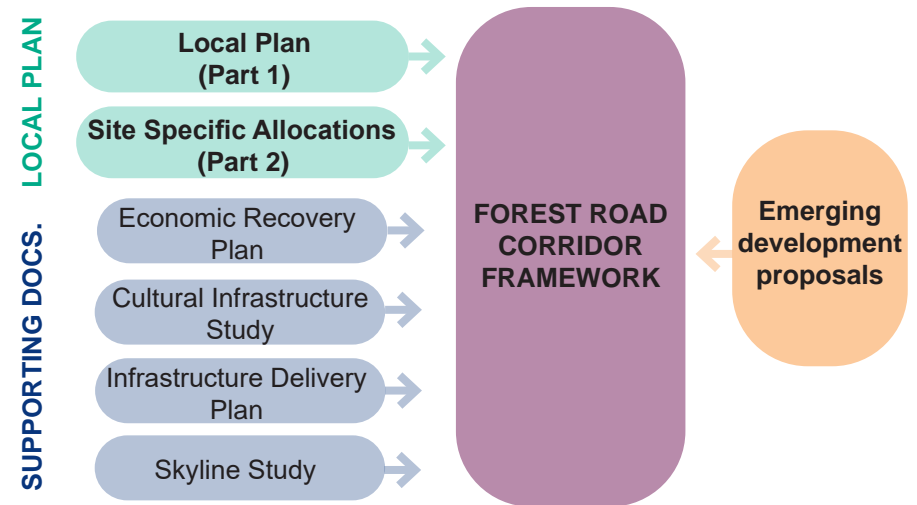 LOCAL PLAN
Local Plan
(Part 1)
Site Specific Allocations
(Part 2)
SUPPORTING DOCS.
Economic Recovery
Plan
Cultural Infrastructure
Study
Infrastructure Delivery
Plan
Skyline Study
FOREST ROAD
CORRIDOR
FRAMEWORK
Emerging
development
proposals